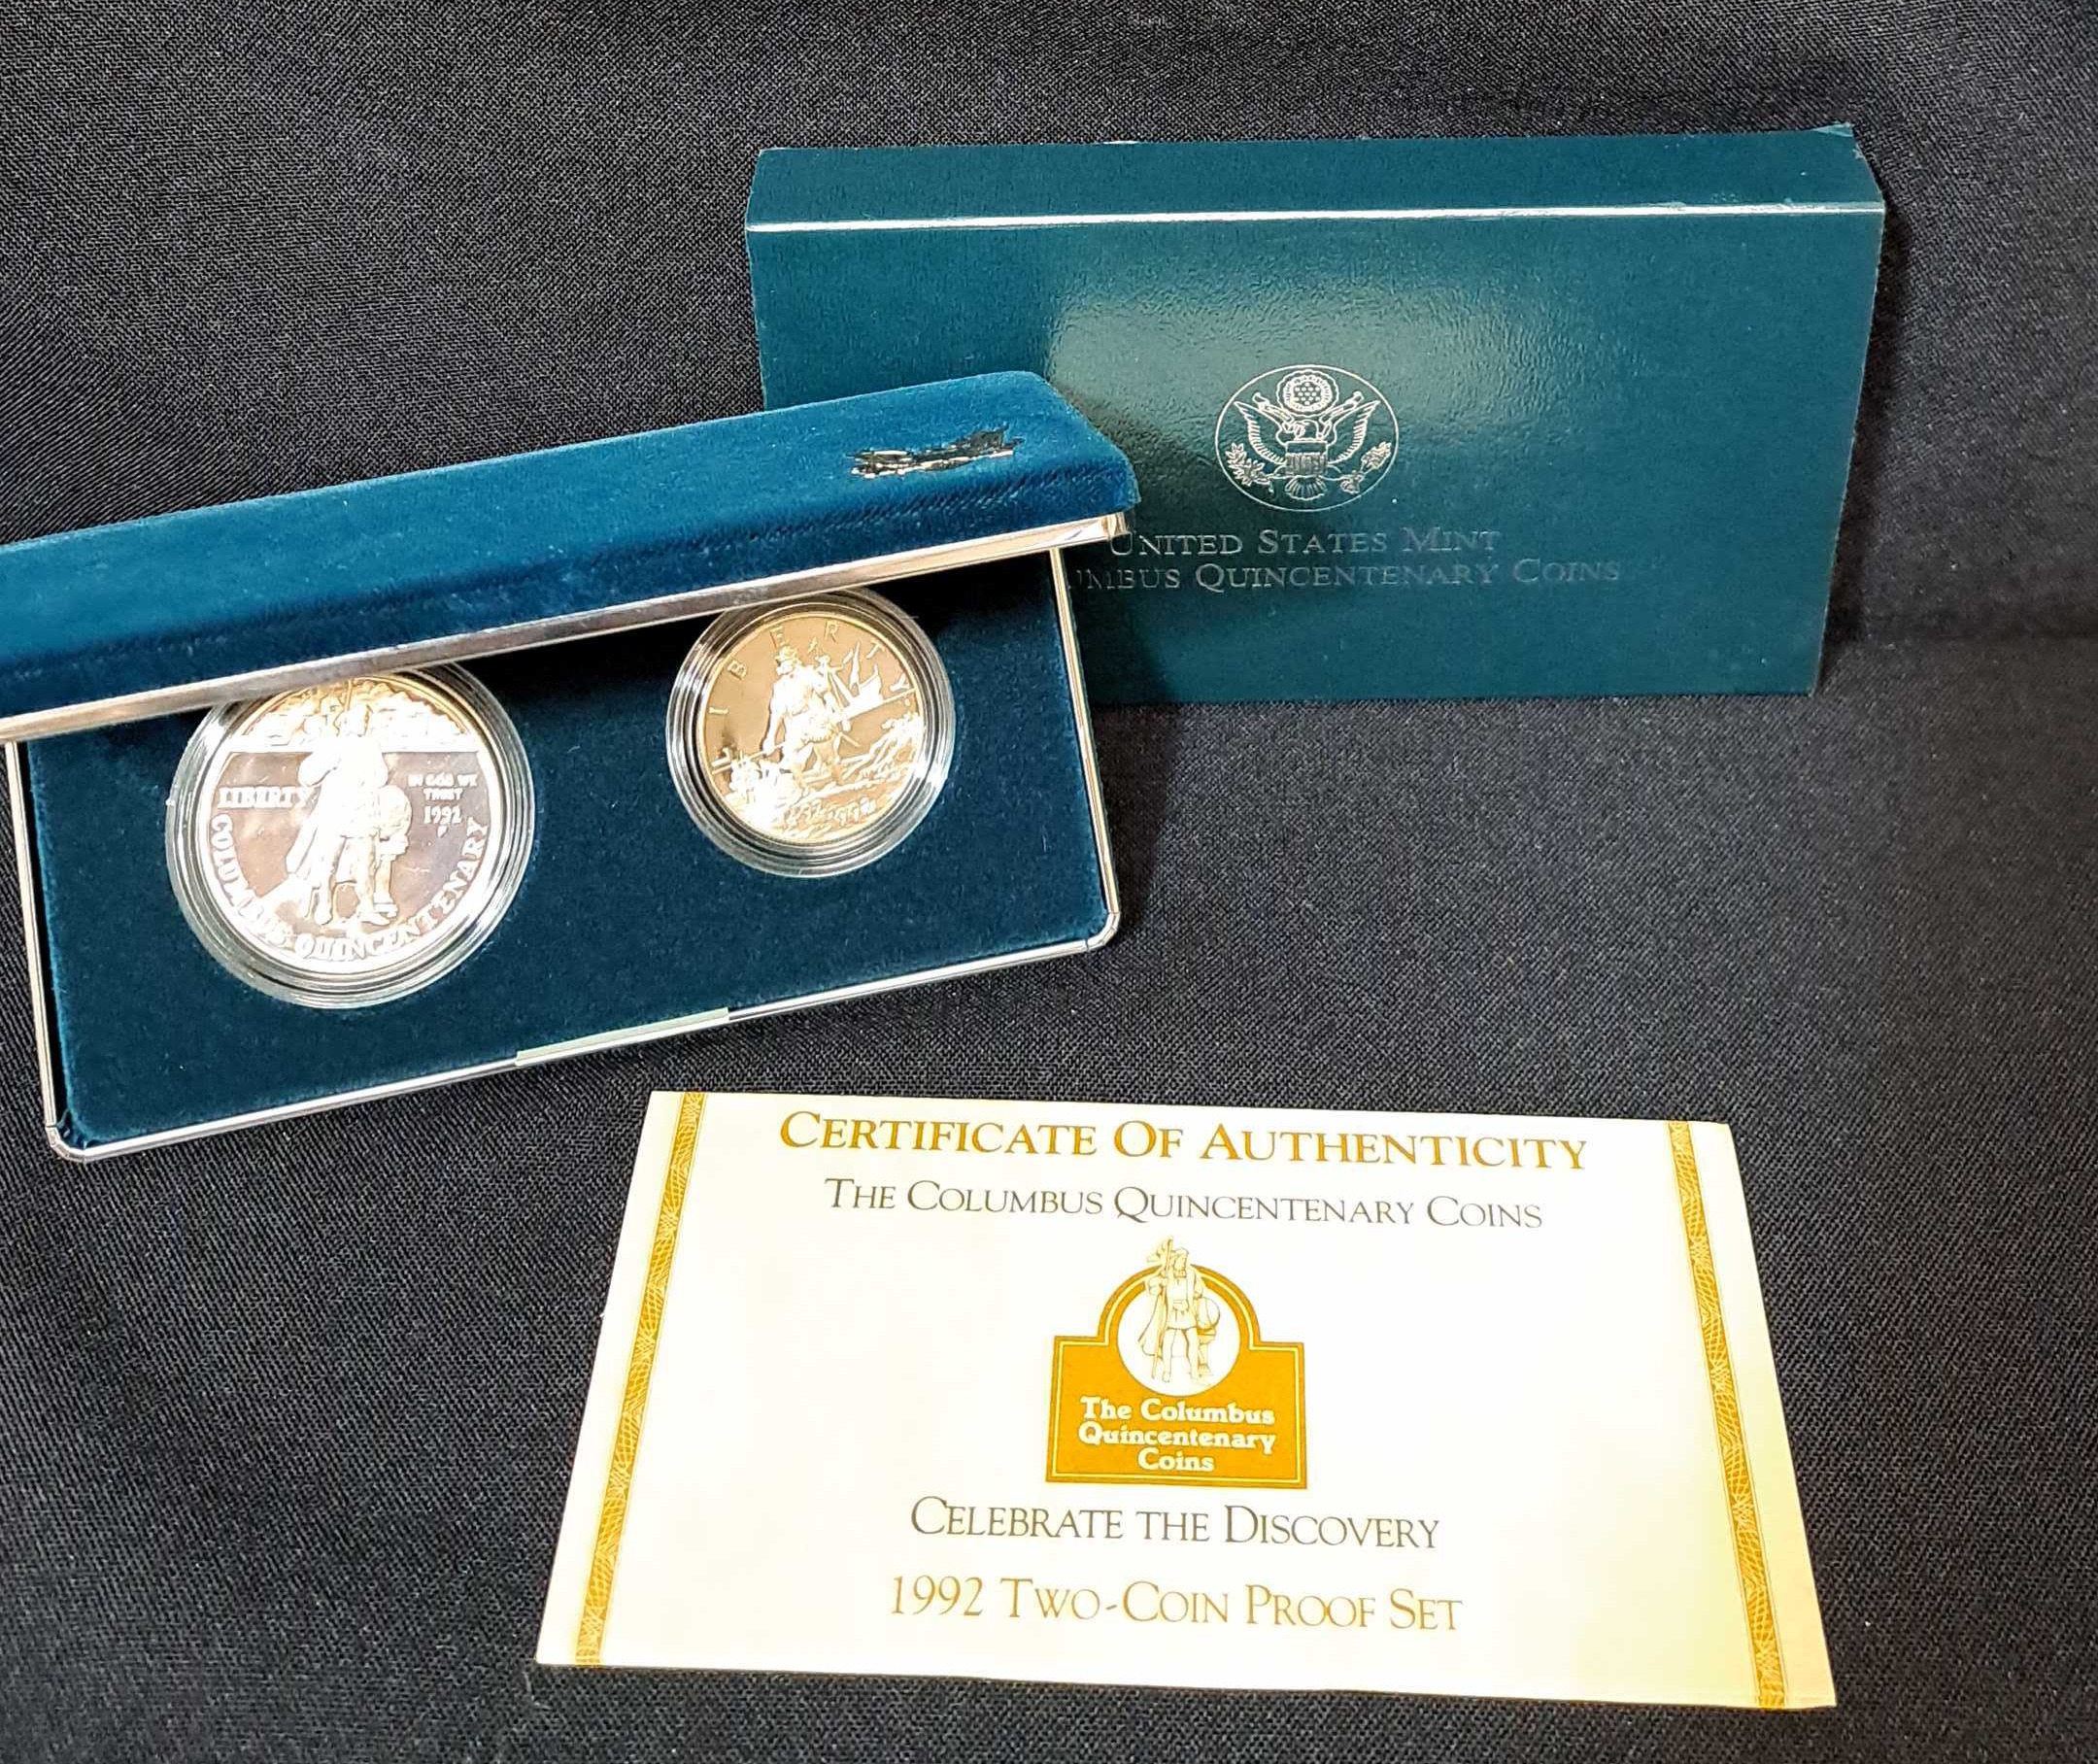 UNITED STATES MINT
QUINCENTENARY COINS
LIBERTY
IN GOD WE
TRUST
1992
P
COLUMBUS QUINCENTENARY
LIBERTY
CERTIFICATE OF AUTHENTICITY
THE COLUMBUS QUINCENTENARY COINS
The Columbus
Quincentenary
Coins
CELEBRATE THE DISCOVERY
1992 TWO-COIN PROOF SET